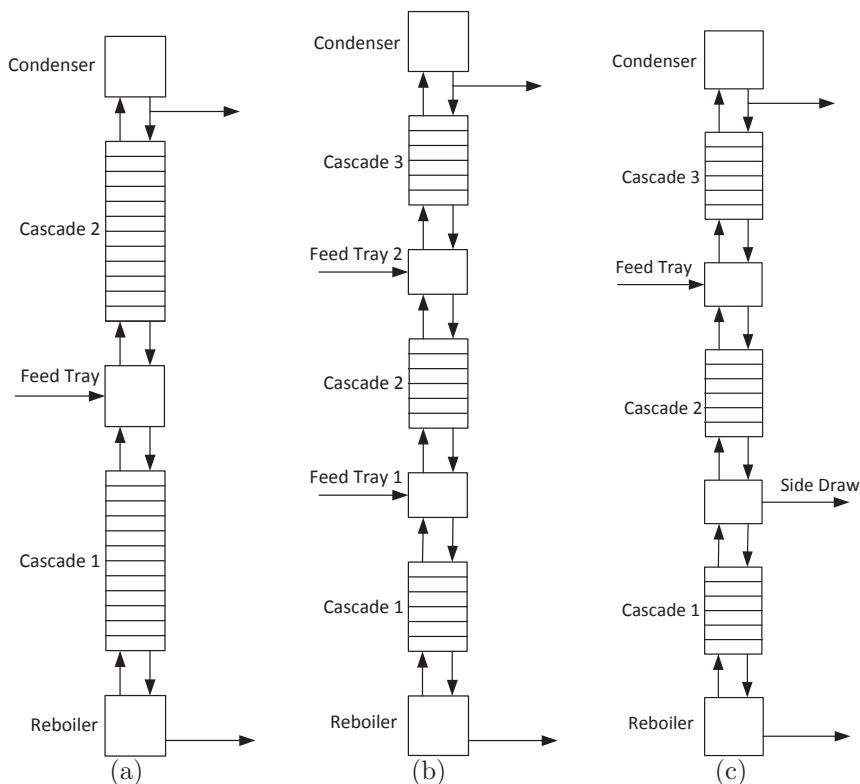 Condenser
Cascade 2
Feed Tray
Cascade 1
Reboiler
(a)
Condenser
Cascade 3
Feed Tray 2
Cascade 2
Feed Tray 1
Cascade 1
Reboiler
(b)
Condenser
Cascade 3
Feed Tray
Cascade 2
Side Draw
Cascade 1
Reboiler
(c)